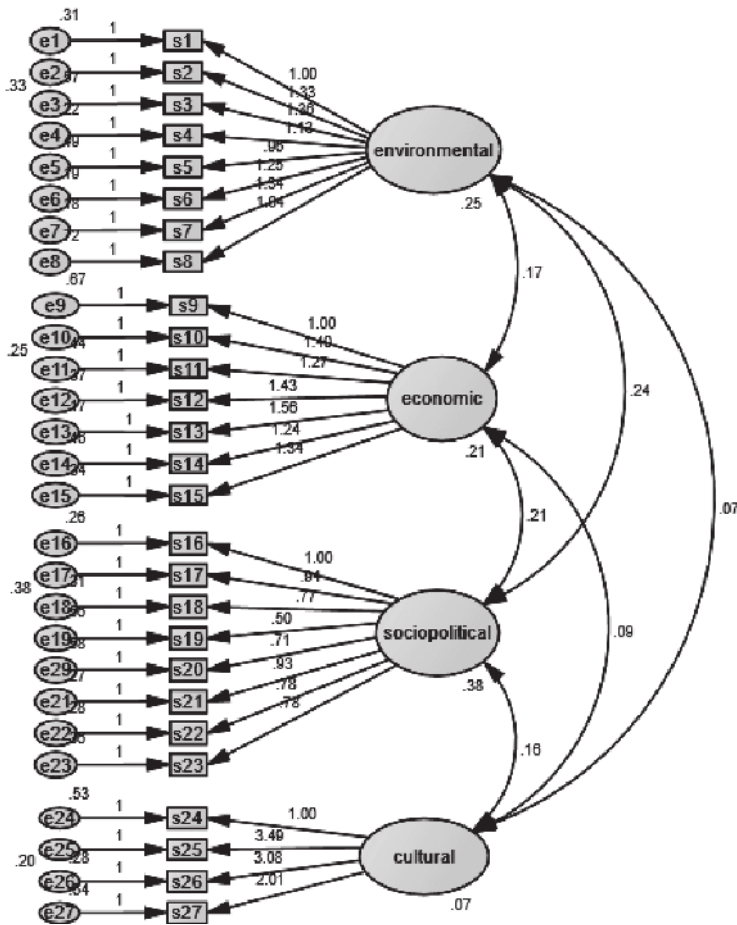 .31
e1 1 s1
e2 1 s2 1.00
.33 e3 1 s3 1.33
e4 1 s4 1.13
environmental
e5 1 s5
e6 1 s6 1.25
e7 1 s7
e8 1 s8
.25
.17
.67
e9 1 s9
e10 1 s10 1.00
.25 e11 1 s11 1.27
e12 1 s12 1.43
economic
.24
e13 1 s13 1.56
e14 1 s14 1.24
e15 1 s15 1.34
.21
.07
.26
.21
e16 1 s16 1.00
e17 1 s17
.38 e18 1 s18 .77
e19 1 s19 .50
sociopolitical
.09
e29 1 s20 .71
e21 1 s21 .93
e22 1 s22 .78
e23 1 s23 .78
.38
.16
.53
e24 1 s24 1.00
e25 1 s25 3.49
.20 e26 1 s26 3.08
cultural
e27 1 s27 2.01
.07